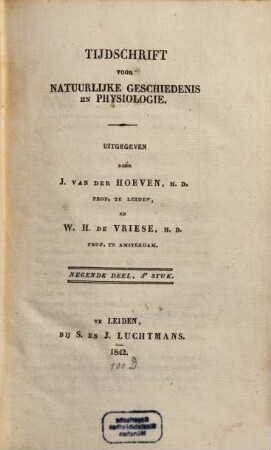 TIJDSCHRIFT
VOOR
NATUURLIJKE GESCHIEDENIS
EN PHYSIOLOGIE.
UITGEGEVEN
DOOR
J. VAN DER HOEVEN, M. D.
PROF. TE LEIDEN,
EN
W. H. DE VRIESE, M. D.
PROF. TE AMSTERDAM.
NEGENDE DEEL, 3e STUK.
TE LEIDEN,
BIJ S. EN J. LUCHTMANS.
1842.